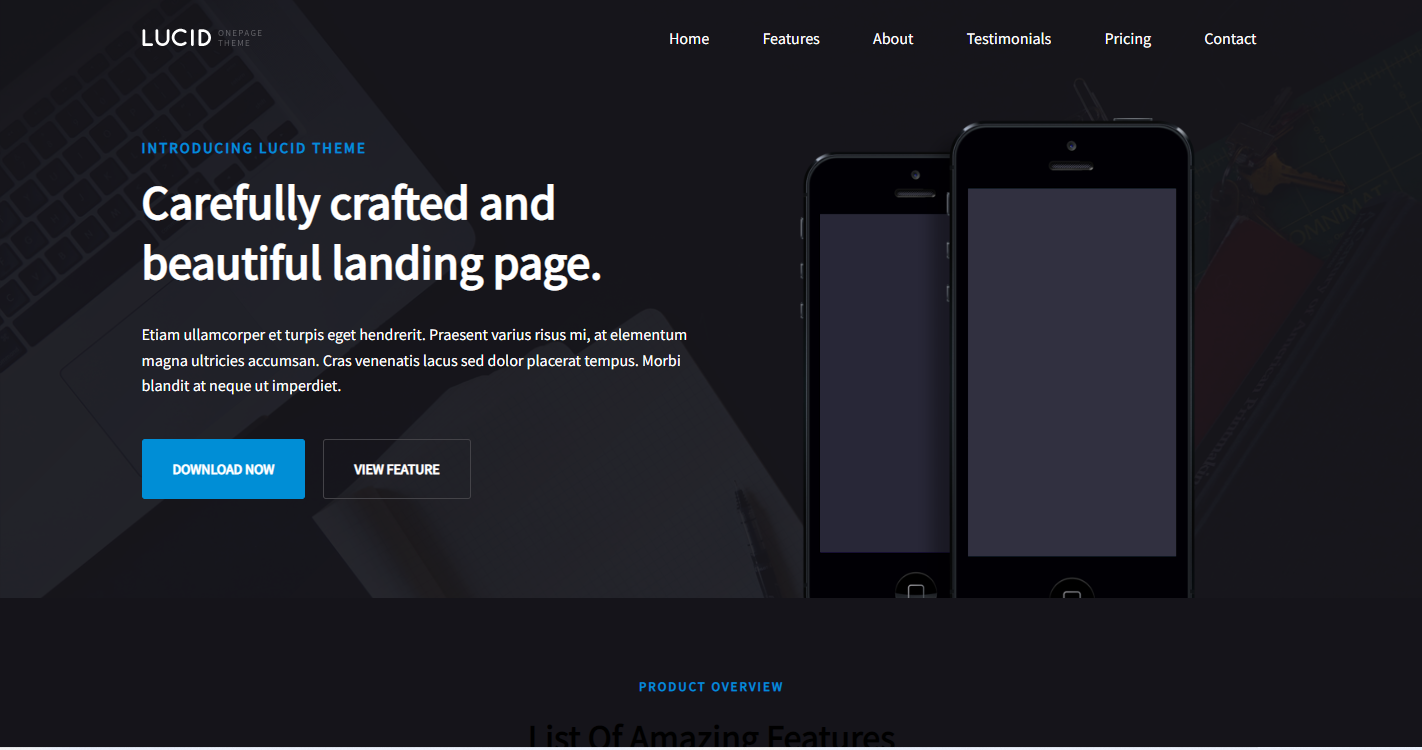 LUCID ONEPAGE
THEME
Home Features About Testimonials Pricing Contact
INTRODUCING LUCID THEME
Carefully crafted and
beautiful landing page.
Etiam ullamcorper et turpis eget hendrerit. Praesent varius risus mi, at elementum
magna ultricies accumsan. Cras venenatis lacus sed dolor placerat tempus. Morbi
blandit at neque ut imperdiet.
DOWNLOAD NOW VIEW FEATURE
OMNIMAT
PRODUCT OVERVIEW
List Of Amazing Features